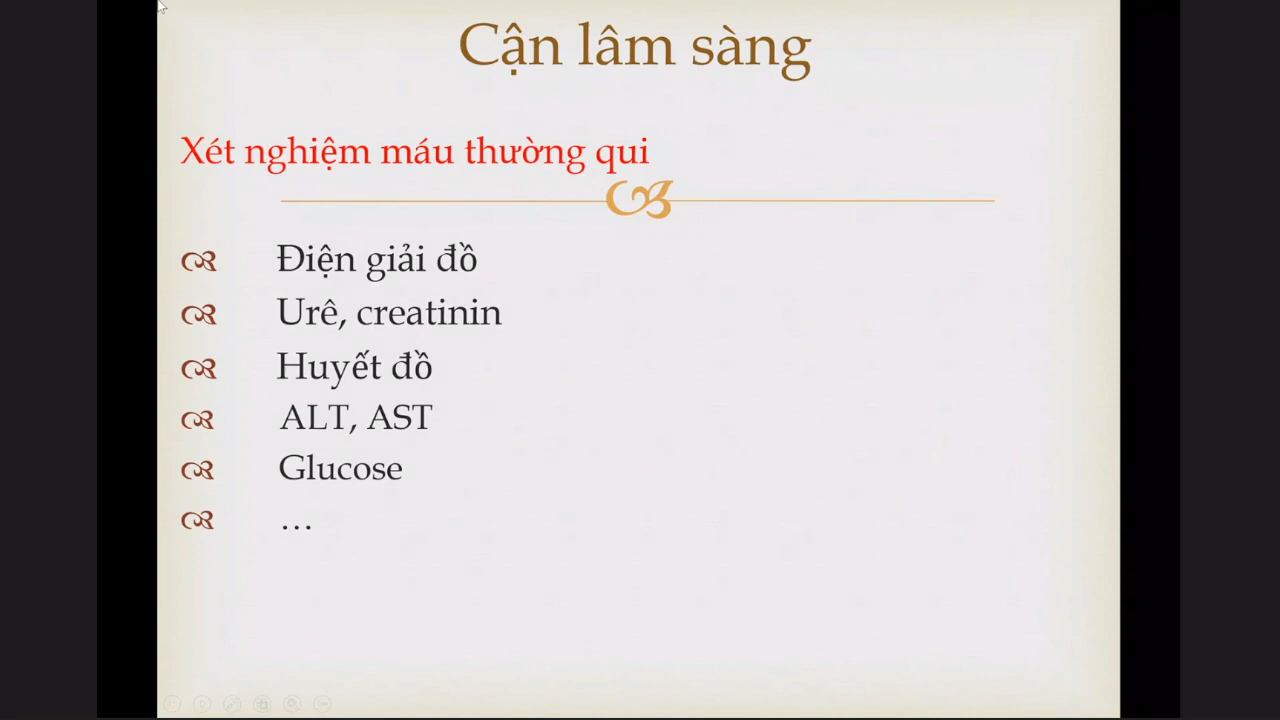 Cận lâm sàng
Xét nghiệm máu thường qui
Điện giải đồ
Urê, creatinin
Huyết đồ
ALT, AST
Glucose
…